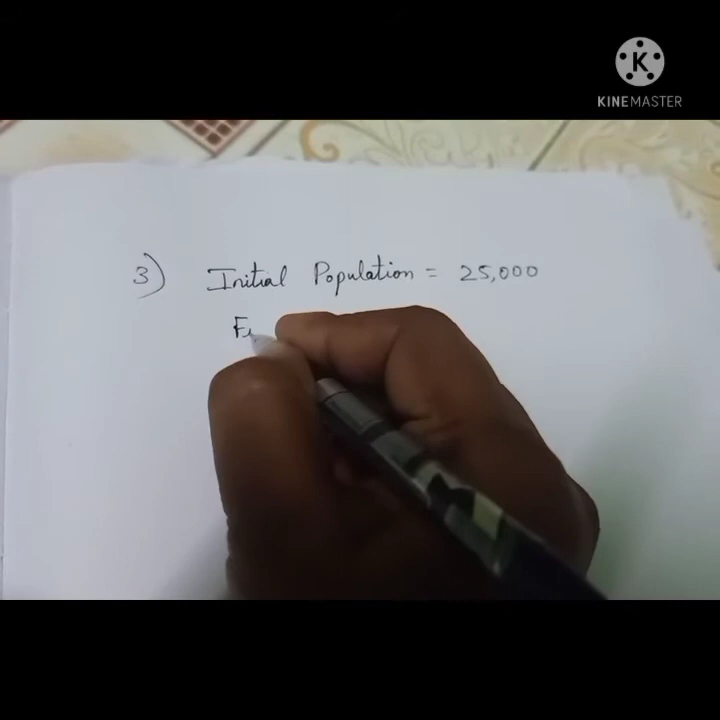 K
KINEMASTER
3) Initial Population = 25,000